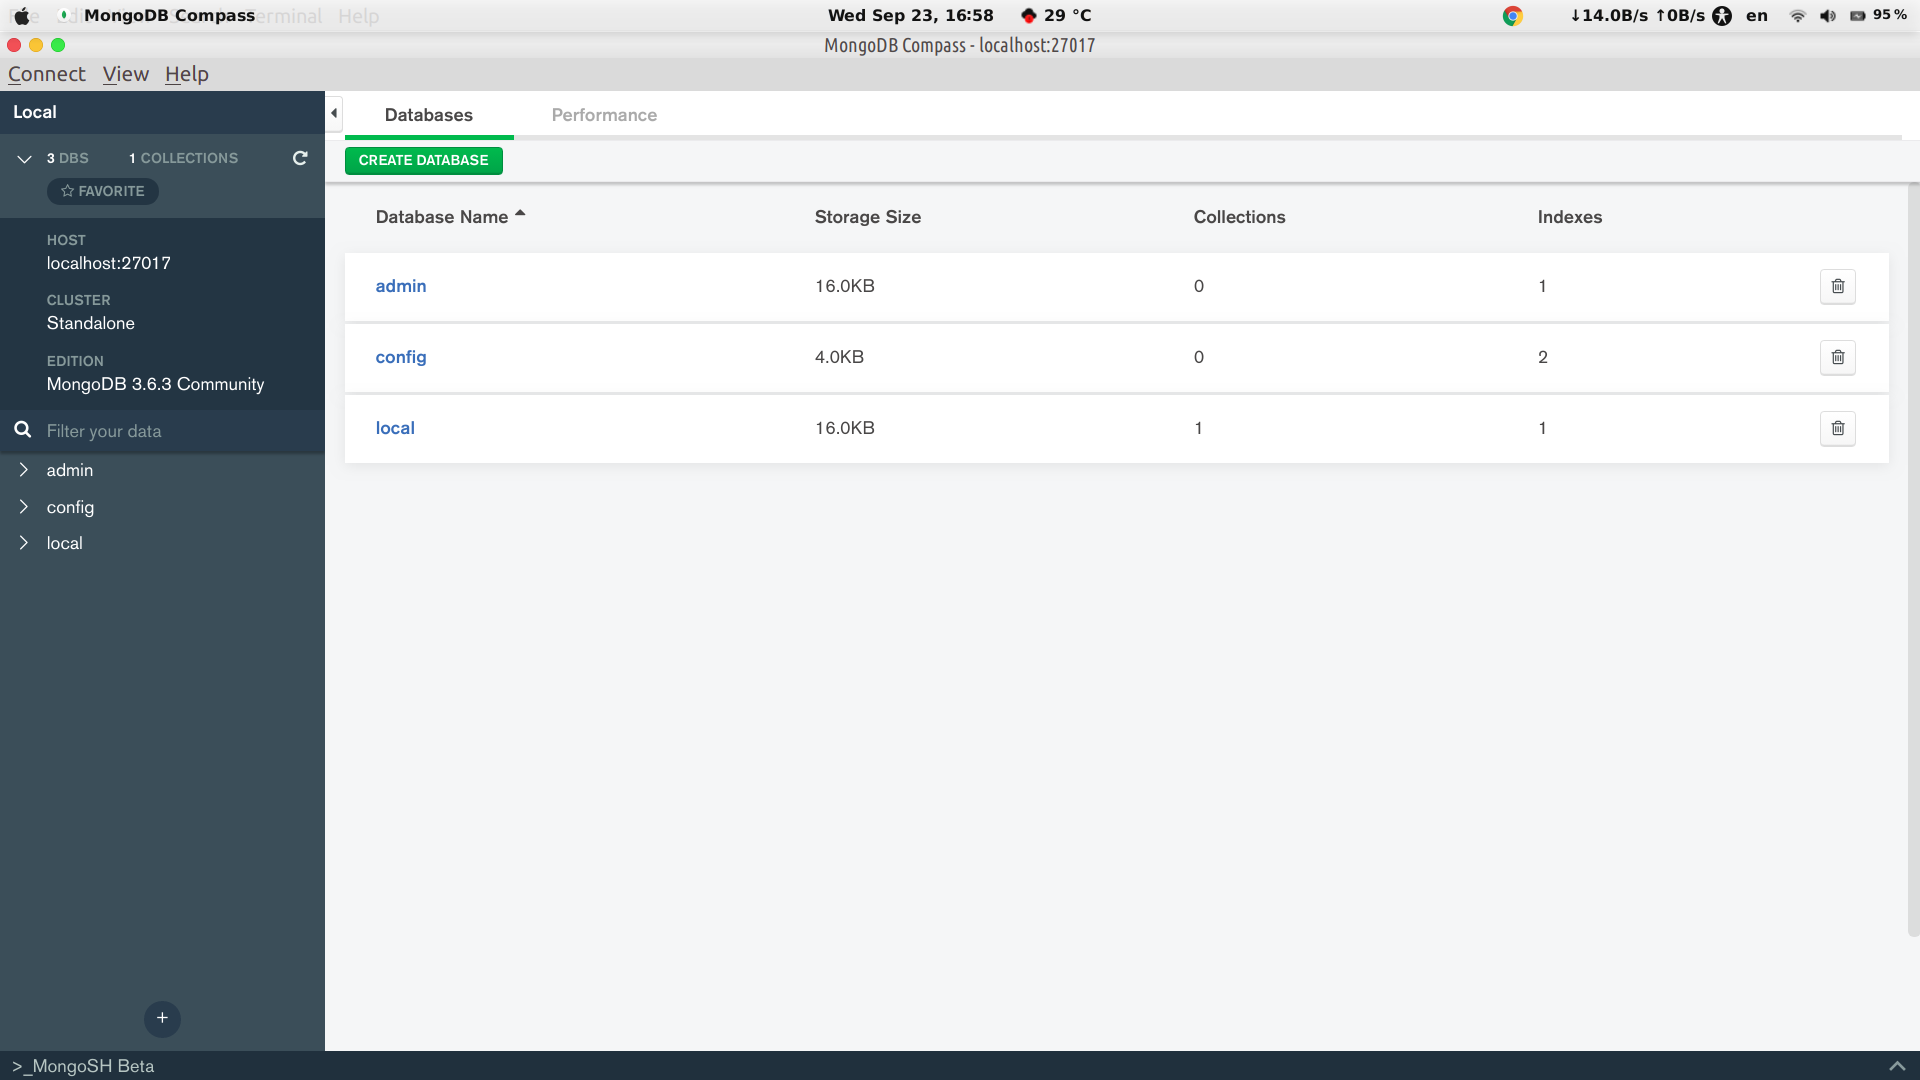 MongoDB Compass
Terminal Help
Wed Sep 23, 16:58
29 °C
↓14.0B/s ↑0B/s
en
95%
MongoDB Compass - localhost:27017
Connect View Help
Local
3 DBS 1 COLLECTIONS
FAVORITE
HOST
localhost:27017
CLUSTER
Standalone
EDITION
MongoDB 3.6.3 Community
Filter your data
admin
config
local
+
Databases Performance
CREATE DATABASE
Database Name Storage Size Collections Indexes
admin 16.0KB 0 1
config 4.0KB 0 2
local 16.0KB 1 1
>_MongoSH Beta